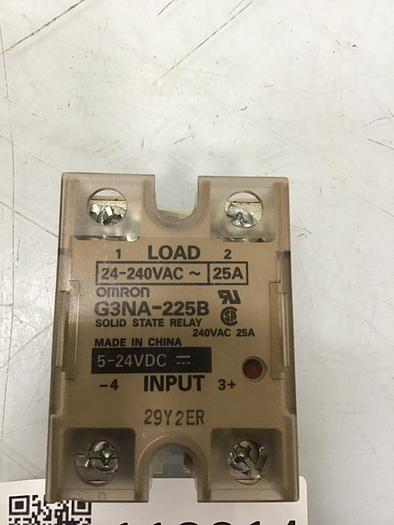 1 LOAD 2
24-240VAC ~ 25A
OMRON
G3NA-225B
SOLID STATE RELAY
240VAC 25A
MADE IN CHINA
5-24VDC ⎓
-4 INPUT 3+
29Y2ER